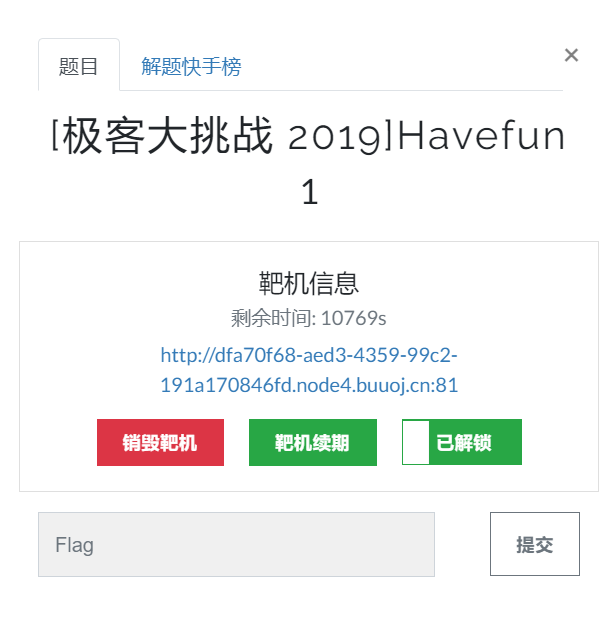 题目 解题快手榜 ×
[极客大挑战 2019]Havefun
1
靶机信息
剩余时间: 10769s
http://dfa70f68-aed3-4359-99c2-
191a170846fd.node4.buuoj.cn:81
销毁靶机 靶机续期 已解锁
Flag 提交